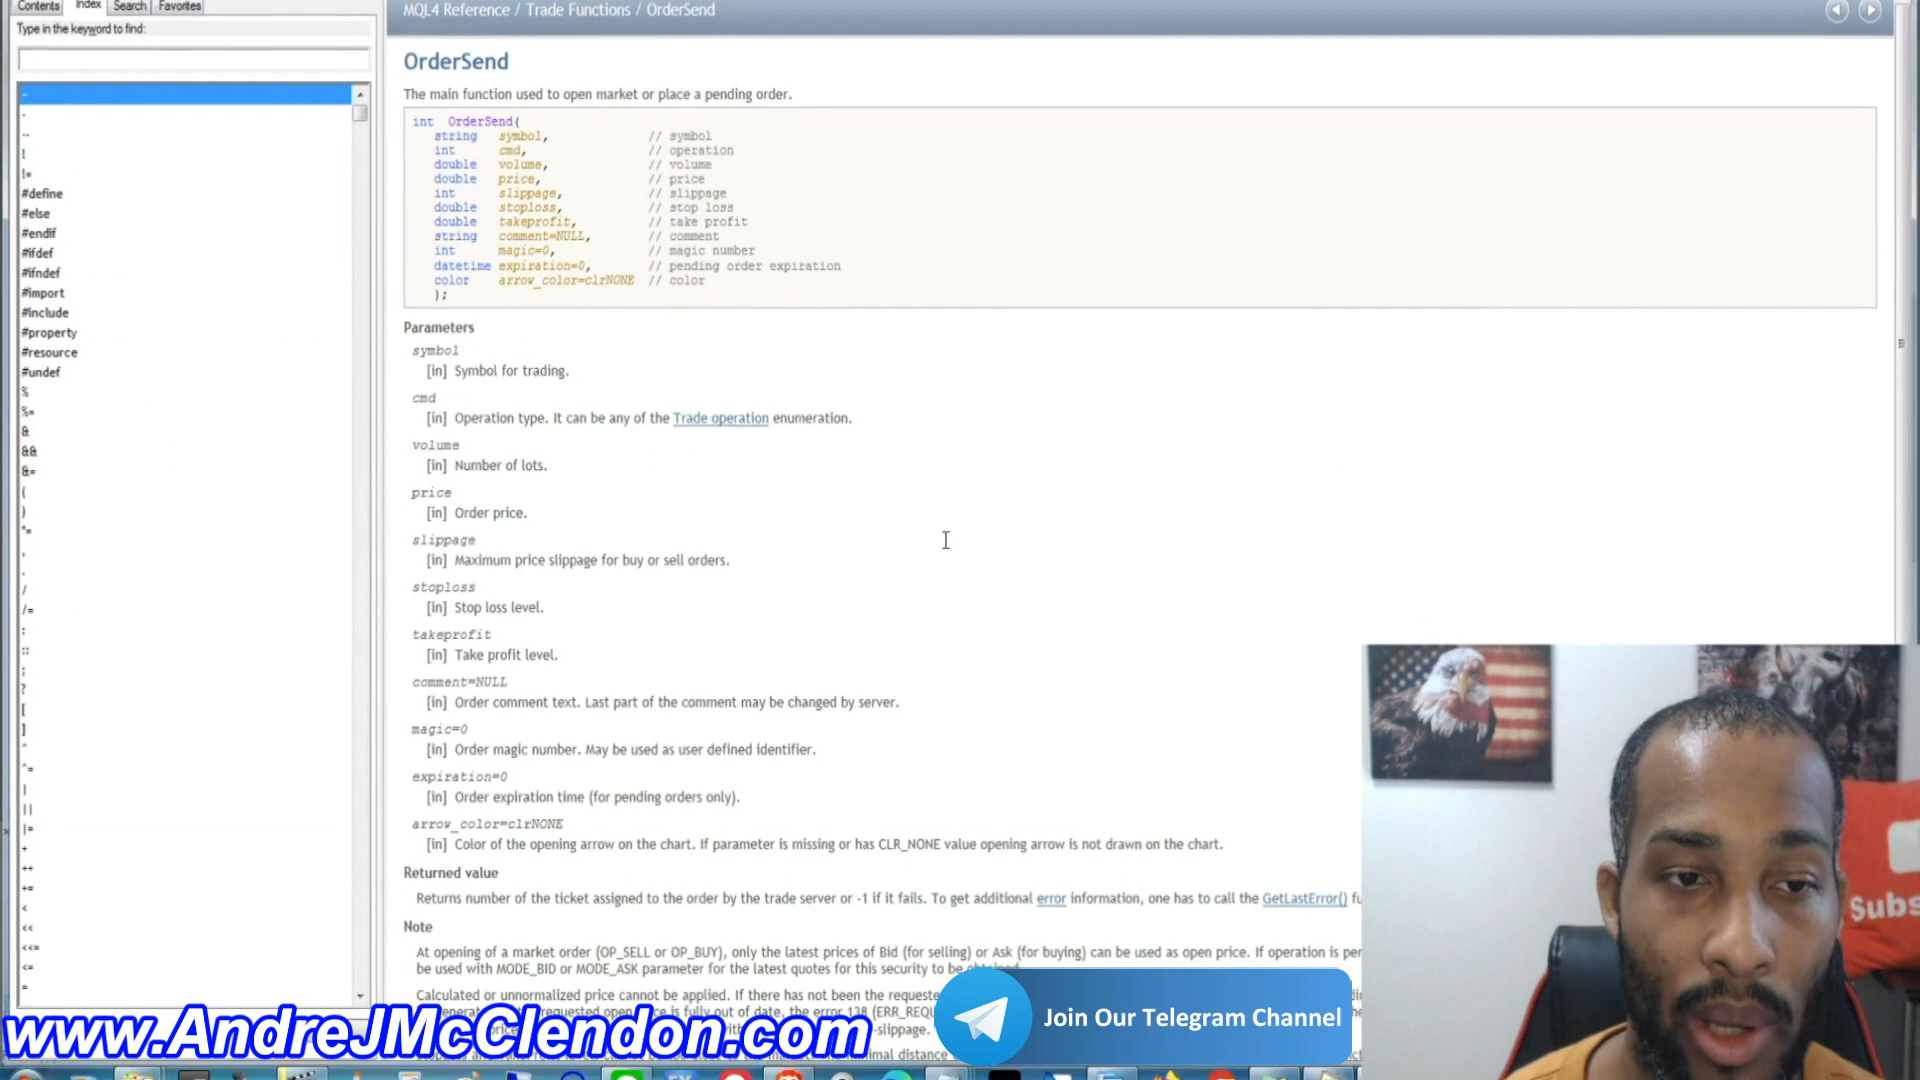 Contents Index Search Favorites
Type in the keyword to find:
-
.
..
!
!=
#define
#else
#endif
#ifdef
#ifndef
#import
#include
#property
#resource
#undef
%
%=
&
&&
&=
(
)
*=
,
.
/
/=
:
::
;
?
[
]
^
^=
|
||
|=
+
++
+=
<
<<
<<=
<=
=
MQL4 Reference / Trade Functions / OrderSend
OrderSend
The main function used to open market or place a pending order.
int OrderSend(
string symbol, // symbol
int cmd, // operation
double volume, // volume
double price, // price
int slippage, // slippage
double stoploss, // stop loss
double takeprofit, // take profit
string comment=NULL, // comment
int magic=0, // magic number
datetime expiration=0, // pending order expiration
color arrow_color=clrNONE // color
);
Parameters
symbol
[in] Symbol for trading.
cmd
[in] Operation type. It can be any of the Trade operation enumeration.
volume
[in] Number of lots.
price
[in] Order price.
slippage
[in] Maximum price slippage for buy or sell orders.
stoploss
[in] Stop loss level.
takeprofit
[in] Take profit level.
comment=NULL
[in] Order comment text. Last part of the comment may be changed by server.
magic=0
[in] Order magic number. May be used as user defined identifier.
expiration=0
[in] Order expiration time (for pending orders only).
arrow_color=clrNONE
[in] Color of the opening arrow on the chart. If parameter is missing or has CLR_NONE value opening arrow is not drawn on the chart.
Returned value
Returns number of the ticket assigned to the order by the trade server or -1 if it fails. To get additional error information, one has to call the GetLastError()
Note
At opening of a market order (OP_SELL or OP_BUY), only the latest prices of Bid (for selling) or Ask (for buying) can be used as open price. If operation is
be used with MODE_BID or MODE_ASK parameter for the latest quotes for this security to be
Calculated or unnormalized price cannot be applied. If there has not been the
requested is fully out of date, the error 138
slippage.
minimal distance
www.AndreJMcClendon.com
Join Our Telegram Channel
Subs